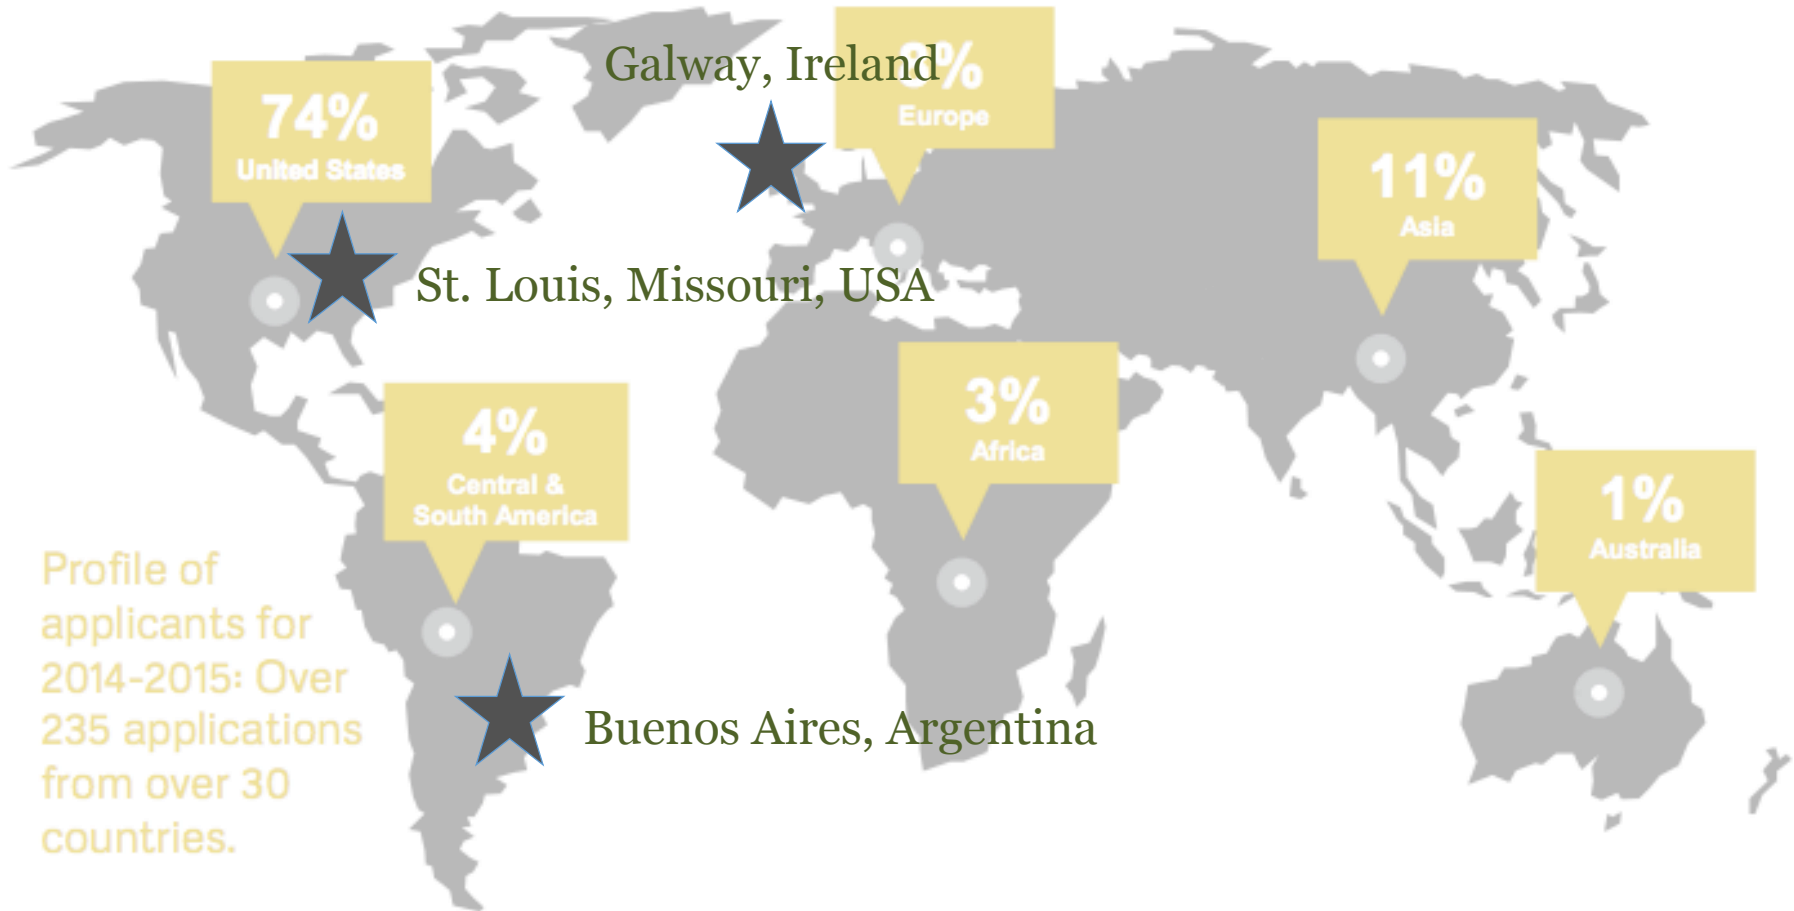 Galway, Ireland
Europe
74%
United States
11%
Asia
St. Louis, Missouri, USA
3%
Africa
4%
Central &
South America
1%
Australia
Profile of
applicants for
2014-2015: Over
235 applications
from over 30
countries.
Buenos Aires, Argentina